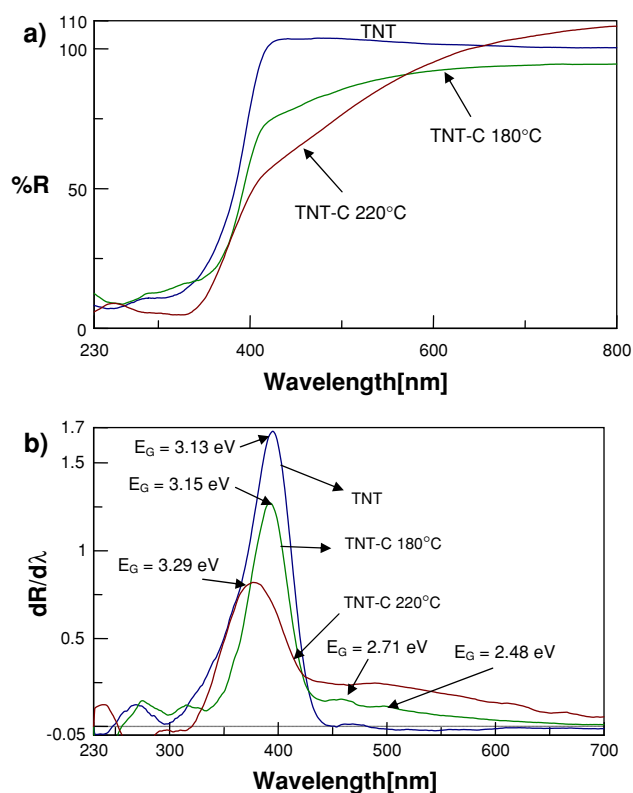 a)
110
100
50
0
%R
TNT
TNT-C 180°C
TNT-C 220°C
230
400
600
800
Wavelength[nm]
b)
1.7
1.5
1
0.5
-0.05
dR/dλ
E_G = 3.13 eV
E_G = 3.15 eV
E_G = 3.29 eV
TNT
TNT-C 180°C
TNT-C 220°C
E_G = 2.71 eV
E_G = 2.48 eV
230
300
400
500
600
700
Wavelength[nm]